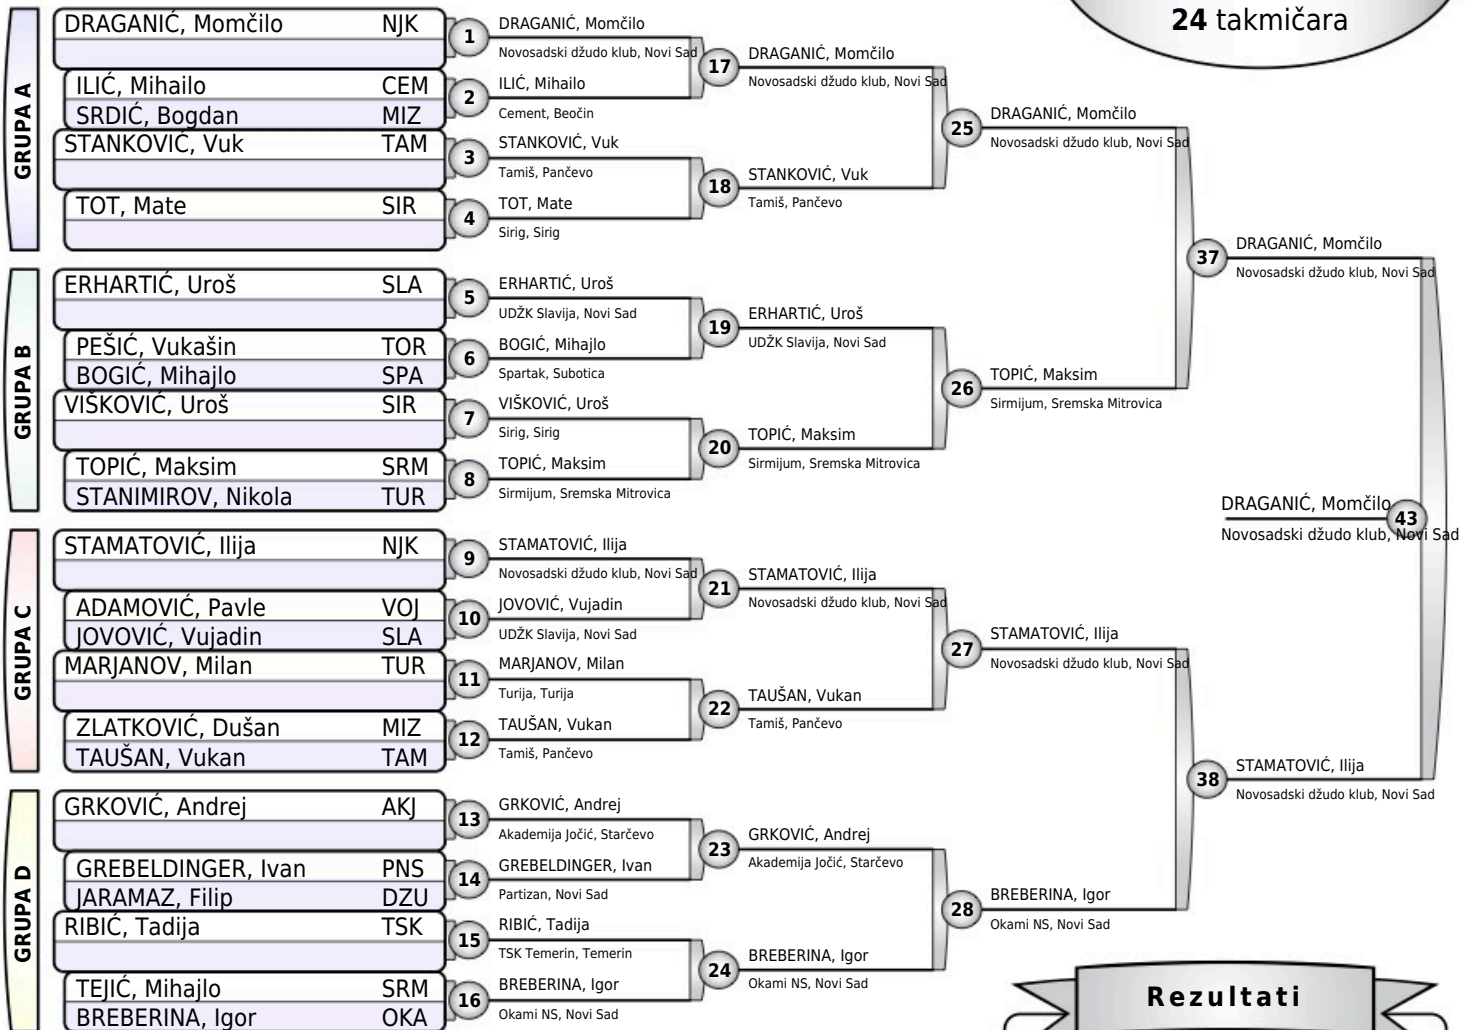 24 takmičara
GRUPA A
DRAGANIĆ, Momčilo NJK
ILIĆ, Mihailo CEM
SRDIĆ, Bogdan MIZ
STANKOVIĆ, Vuk TAM
TOT, Mate SIR
GRUPA B
ERHARTIĆ, Uroš SLA
PEŠIĆ, Vukašin TOR
BOGIĆ, Mihajlo SPA
VIŠKOVIĆ, Uroš SIR
TOPIĆ, Maksim SRM
STANIMIROV, Nikola TUR
GRUPA C
STAMATOVIĆ, Ilija NJK
ADAMOVIĆ, Pavle VOJ
JOVOVIĆ, Vujadin SLA
MARJANOV, Milan TUR
ZLATKOVIĆ, Dušan MIZ
TAUŠAN, Vukan TAM
GRUPA D
GRKOVIĆ, Andrej AKJ
GREBELDINGER, Ivan PNS
JARAMAZ, Filip DZU
RIBIĆ, Tadija TSK
TEJIĆ, Mihajlo SRM
BREBERINA, Igor OKA
1
DRAGANIĆ, Momčilo
Novosadski džudo klub, Novi Sad
2
ILIĆ, Mihailo
Cement, Beočin
3
STANKOVIĆ, Vuk
Tamiš, Pančevo
4
TOT, Mate
Sirig, Sirig
5
ERHARTIĆ, Uroš
UDŽK Slavija, Novi Sad
6
BOGIĆ, Mihajlo
Spartak, Subotica
7
VIŠKOVIĆ, Uroš
Sirig, Sirig
8
TOPIĆ, Maksim
Sirmijum, Sremska Mitrovica
9
STAMATOVIĆ, Ilija
Novosadski džudo klub, Novi Sad
10
JOVOVIĆ, Vujadin
UDŽK Slavija, Novi Sad
11
MARJANOV, Milan
Turija, Turija
12
TAUŠAN, Vukan
Tamiš, Pančevo
13
GRKOVIĆ, Andrej
Akademija Jočić, Starčevo
14
GREBELDINGER, Ivan
Partizan, Novi Sad
15
RIBIĆ, Tadija
TSK Temerin, Temerin
16
BREBERINA, Igor
Okami NS, Novi Sad
17
DRAGANIĆ, Momčilo
Novosadski džudo klub, Novi Sad
18
STANKOVIĆ, Vuk
Tamiš, Pančevo
19
ERHARTIĆ, Uroš
UDŽK Slavija, Novi Sad
20
TOPIĆ, Maksim
Sirmijum, Sremska Mitrovica
21
STAMATOVIĆ, Ilija
Novosadski džudo klub, Novi Sad
22
TAUŠAN, Vukan
Tamiš, Pančevo
23
GRKOVIĆ, Andrej
Akademija Jočić, Starčevo
24
BREBERINA, Igor
Okami NS, Novi Sad
25
DRAGANIĆ, Momčilo
Novosadski džudo klub, Novi Sad
26
TOPIĆ, Maksim
Sirmijum, Sremska Mitrovica
27
STAMATOVIĆ, Ilija
Novosadski džudo klub, Novi Sad
28
BREBERINA, Igor
Okami NS, Novi Sad
37
DRAGANIĆ, Momčilo
Novosadski džudo klub, Novi Sad
38
STAMATOVIĆ, Ilija
Novosadski džudo klub, Novi Sad
43
DRAGANIĆ, Momčilo
Novosadski džudo klub, Novi Sad
Rezultati